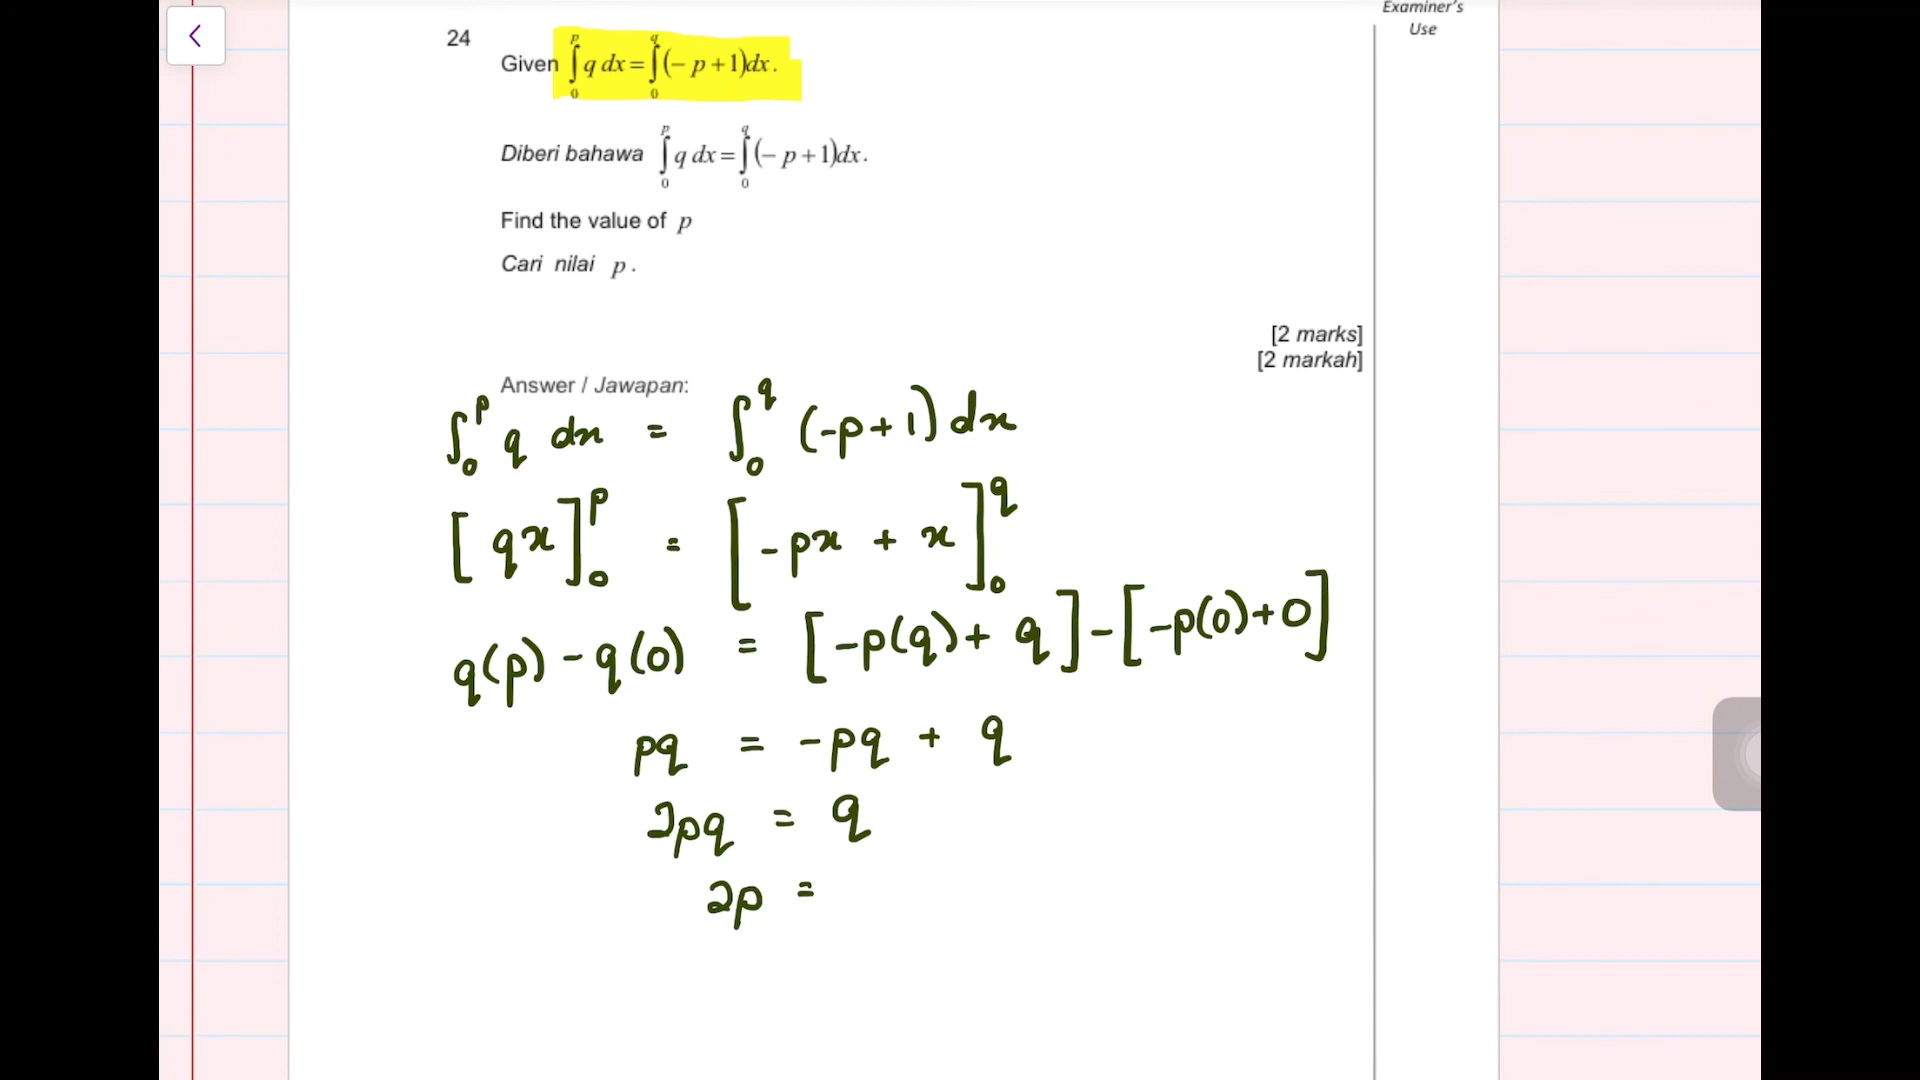 Examiner's
Use
24
Given ∫₀ᵖ q dx = ∫₀^q (− p + 1)dx.
Diberi bahawa ∫₀ᵖ q dx = ∫₀^q (− p + 1)dx.
Find the value of p
Cari nilai p.
[2 marks]
[2 markah]
Answer / Jawapan:
∫₀ᵖ q dx = ∫₀^q (-p+1) dx
[qx]₀ᵖ = [-px + x]₀^q
q(p) - q(0) = [-p(q) + q] - [-p(0)+0]
pq = -pq + q
2pq = q
2p =